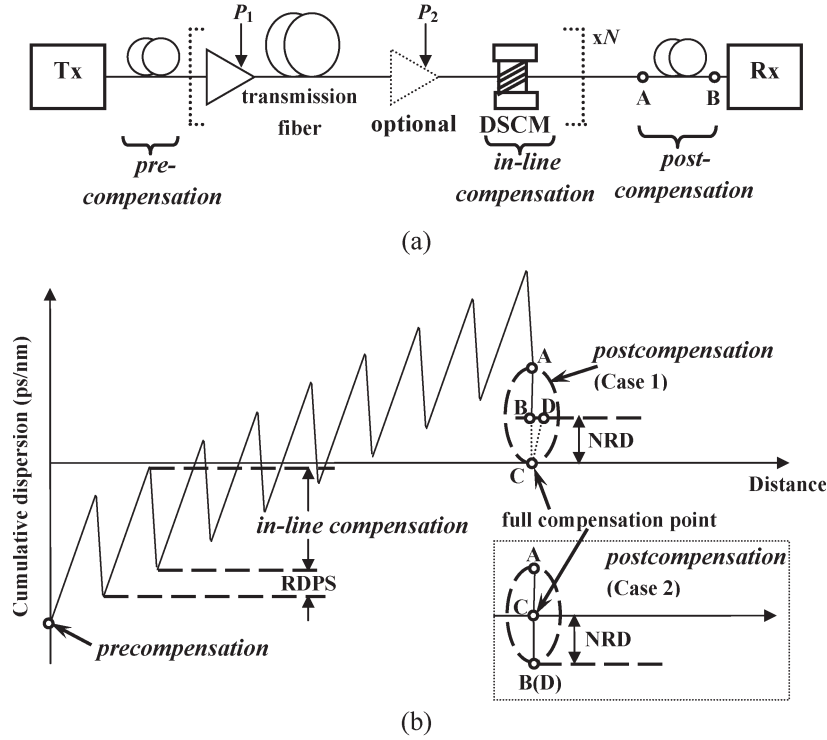 P1
P2
xN
Tx
Rx
transmission
fiber
optional
DSCM
A
B
pre-
compensation
in-line
compensation
post-
compensation
(a)
Cumulative dispersion (ps/nm)
A
postcompensation
(Case 1)
B
D
NRD
C
Distance
in-line compensation
full compensation point
RDPS
precompensation
A
postcompensation
(Case 2)
C
NRD
B(D)
(b)